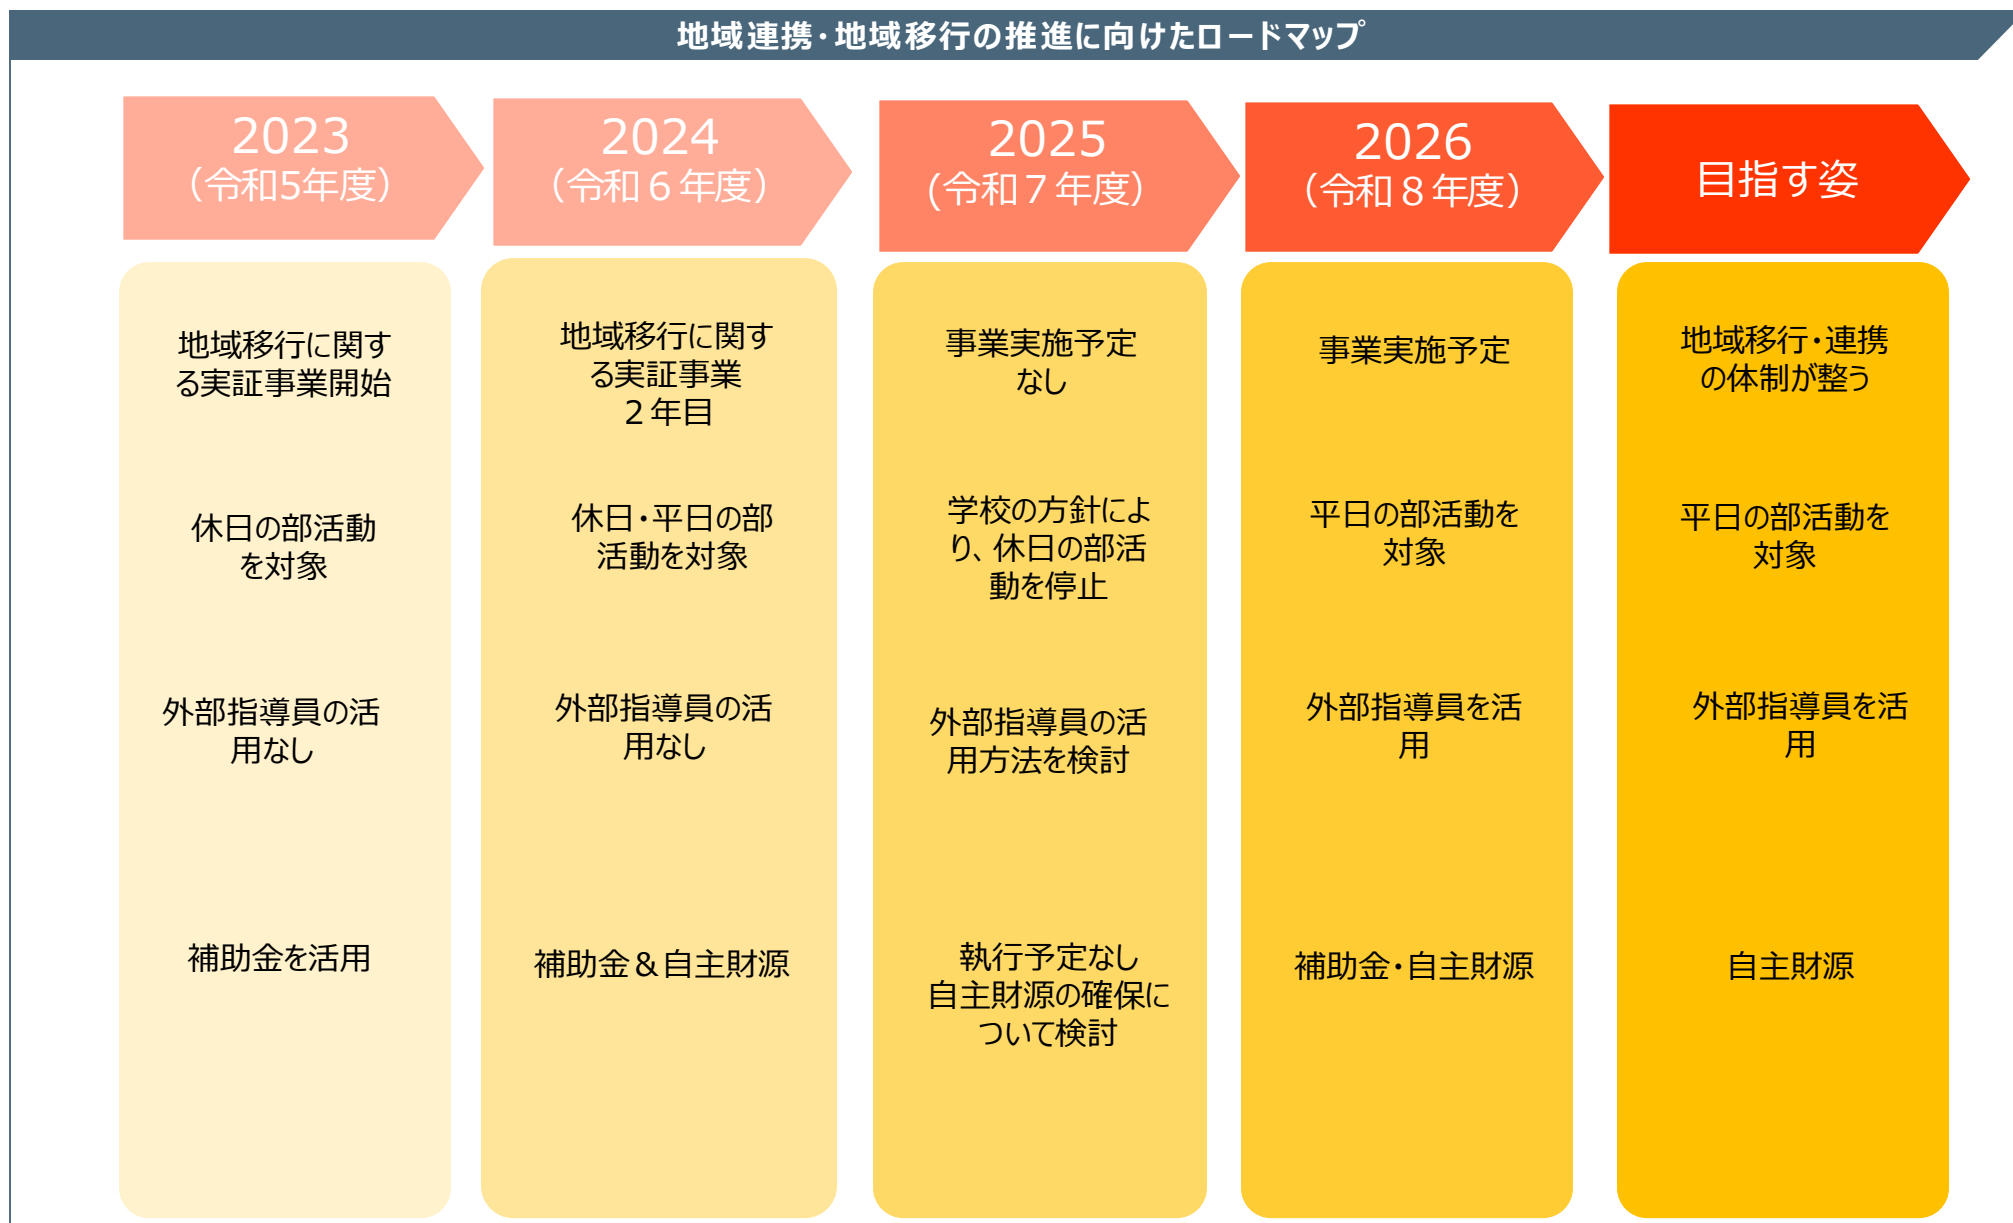 地域連携・地域移行の推進に向けたロードマップ
2023
（令和5年度）
2024
（令和６年度）
2025
(令和７年度）
2026
（令和８年度）
目指す姿
地域移行に関す
る実証事業開始
休日の部活動
を対象
外部指導員の活
用なし
補助金を活用
地域移行に関す
る実証事業
２年目
休日・平日の部
活動を対象
外部指導員の活
用なし
補助金＆自主財源
事業実施予定
なし
学校の方針によ
り、休日の部活
動を停止
外部指導員の活
用方法を検討
執行予定なし
自主財源の確保に
ついて検討
事業実施予定
平日の部活動を
対象
外部指導員を活
用
補助金・自主財源
地域移行・連携
の体制が整う
平日の部活動を
対象
外部指導員を活
用
自主財源